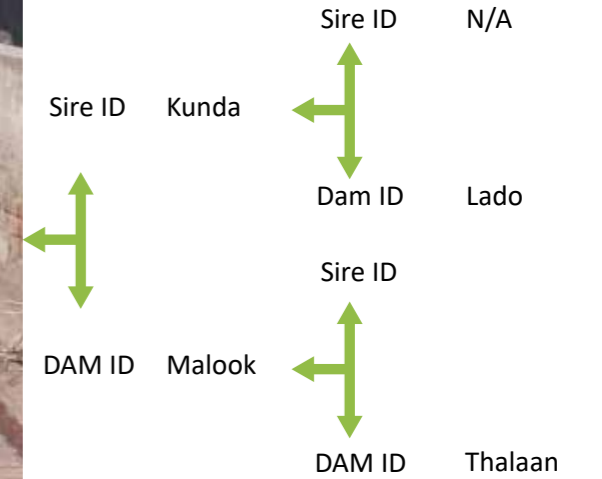 Sire ID N/A
Sire ID Kunda
Dam ID Lado
Sire ID
DAM ID Malook
DAM ID Thalaan